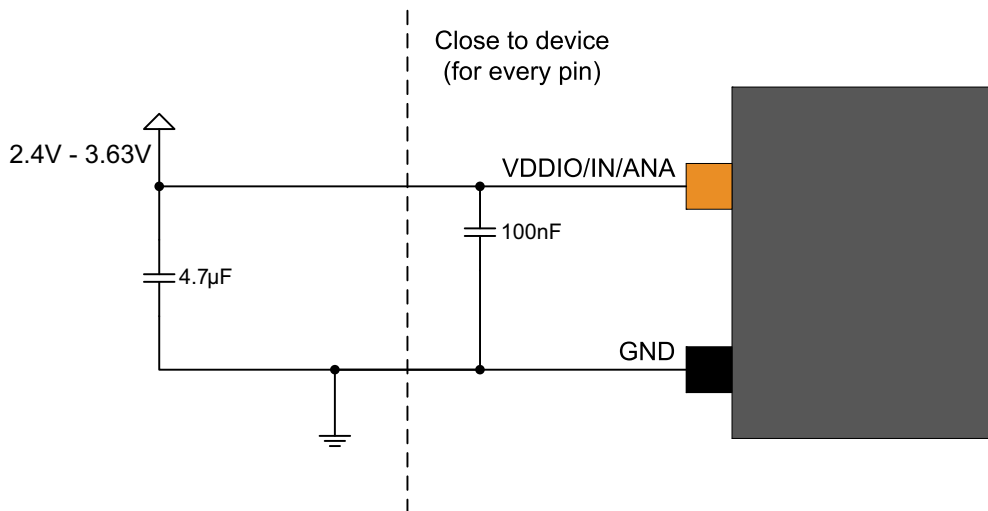 Close to device
(for every pin)
2.4V - 3.63V
VDDIO/IN/ANA
100nF
4.7µF
GND